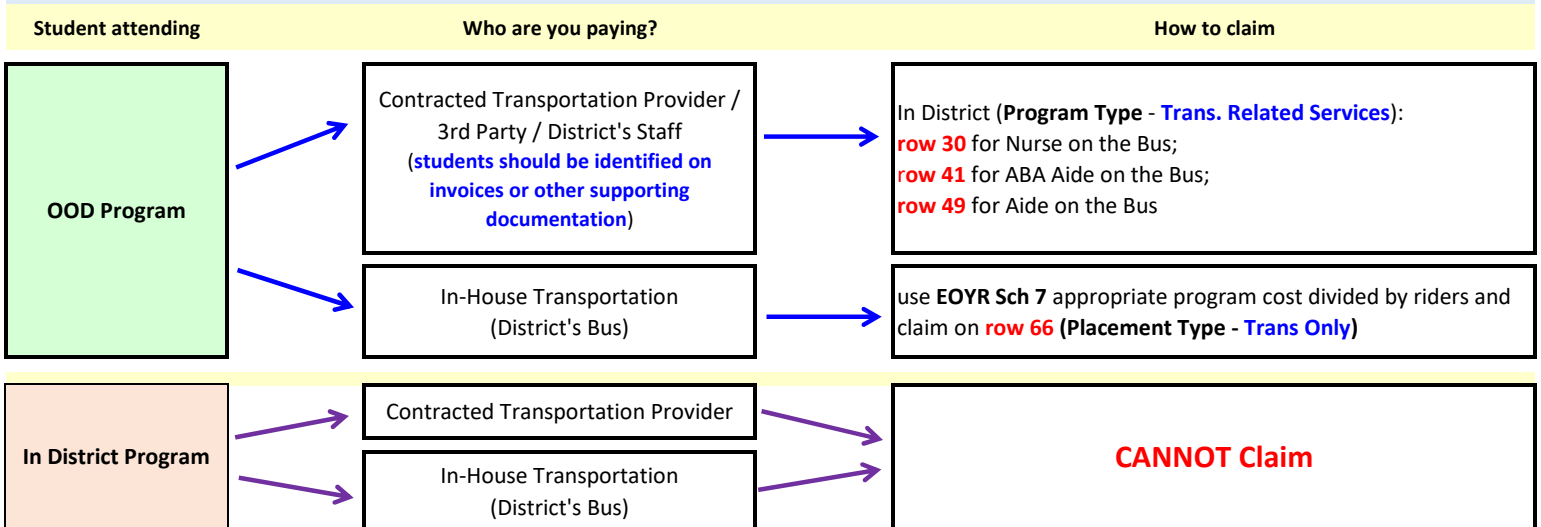 Student attending
Who are you paying?
How to claim
OOD Program
Contracted Transportation Provider /
3rd Party / District's Staff
(students should be identified on
invoices or other supporting
documentation)
In District (Program Type - Trans. Related Services):
row 30 for Nurse on the Bus;
row 41 for ABA Aide on the Bus;
row 49 for Aide on the Bus
In-House Transportation
(District's Bus)
use EOYR Sch 7 appropriate program cost divided by riders and
claim on row 66 (Placement Type - Trans Only)
In District Program
Contracted Transportation Provider
In-House Transportation
(District's Bus)
CANNOT Claim